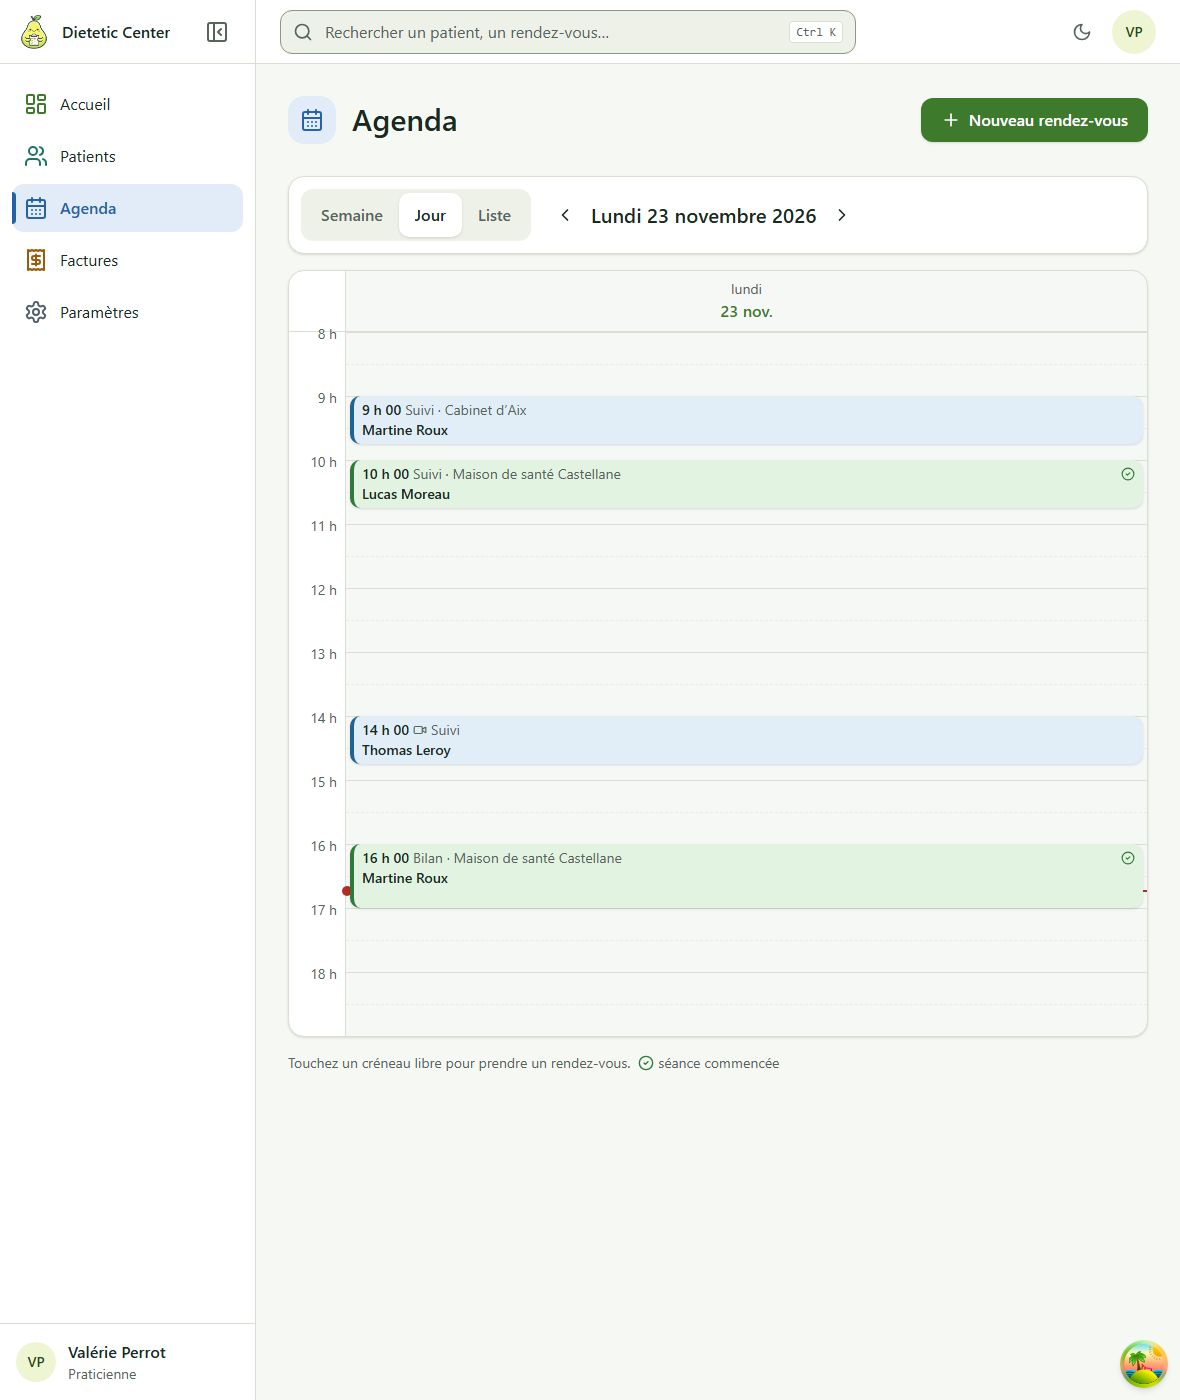 Dietetic Center
Rechercher un patient, un rendez-vous...
Ctrl K
VP
Accueil
Patients
Agenda
Factures
Paramètres
Agenda
Nouveau rendez-vous
Semaine
Jour
Liste
Lundi 23 novembre 2026
lundi
23 nov.
8 h
9 h
9 h 00 Suivi · Cabinet d’Aix
Martine Roux
10 h
10 h 00 Suivi · Maison de santé Castellane
Lucas Moreau
11 h
12 h
13 h
14 h
14 h 00 Suivi
Thomas Leroy
15 h
16 h
16 h 00 Bilan · Maison de santé Castellane
Martine Roux
17 h
18 h
Touchez un créneau libre pour prendre un rendez-vous. séance commencée
VP
Valérie Perrot
Praticienne